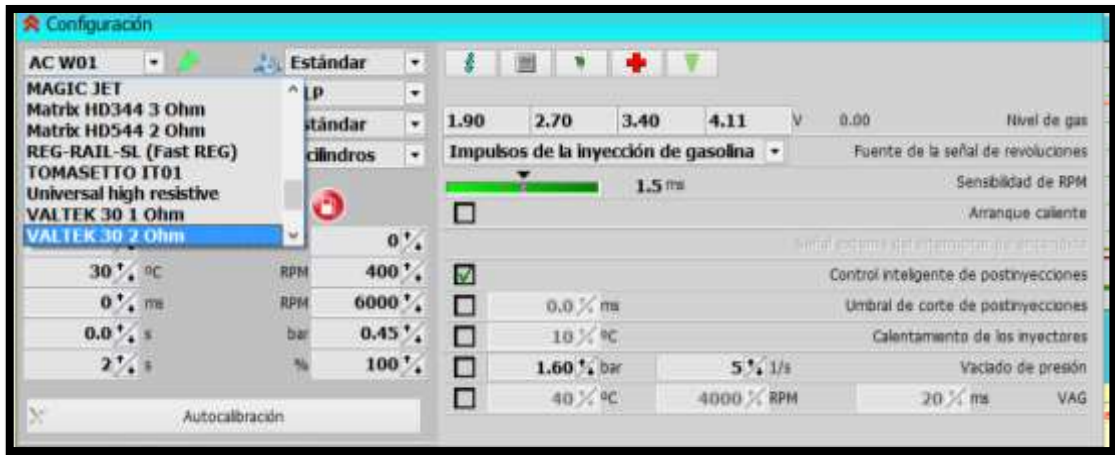 Configuración
AC W01 Estándar
MAGIC JET LP
Matrix HD344 3 Ohm
Matrix HD544 2 Ohm stándar
REG-RAIL-SL (Fast REG) cilindros
TOMASETTO IT01
Universal high resistive
VALTEK 30 1 Ohm
VALTEK 30 2 Ohm
0
30 ºC RPM 400
0 ms RPM 6000
0.0 s bar 0.45
2 s % 100
Autocalibración
1.90 2.70 3.40 4.11 V 0.00 Nivel de gas
Impulsos de la inyección de gasolina Fuente de la señal de revoluciones
1.5 ms Sensibilidad de RPM
Arranque caliente
Control inteligente de postinyecciones
0.0 ms Umbral de corte de postinyecciones
10 ºC Calentamiento de los inyectores
1.60 bar 5 1/s Vaciado de presión
40 ºC 4000 RPM 20 ms VAG